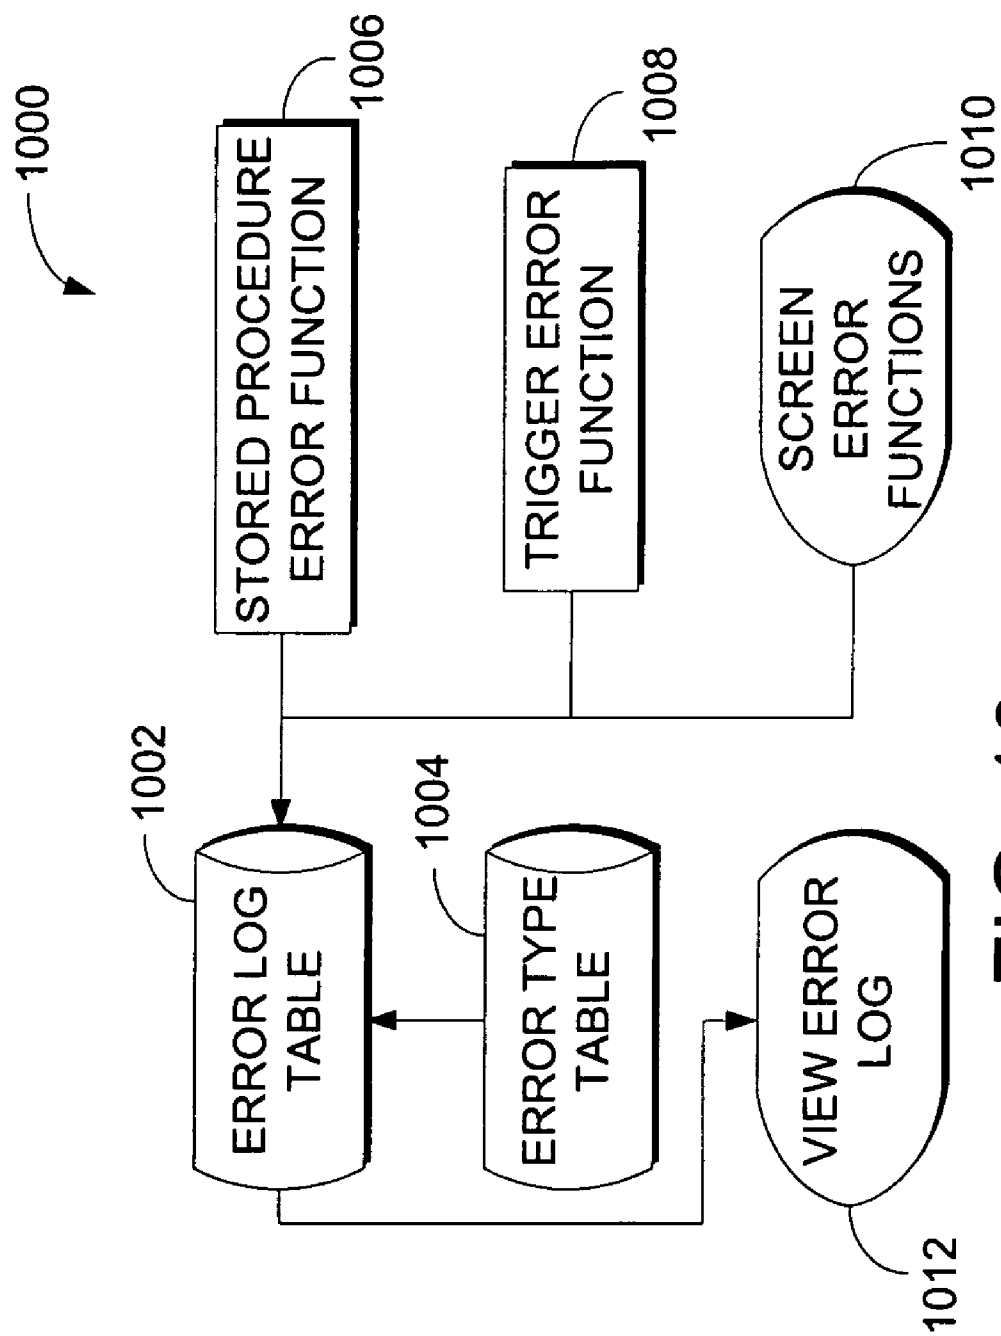 1000
1002
ERROR LOG
TABLE
STORED PROCEDURE
ERROR FUNCTION
1006
1004
ERROR TYPE
TABLE
TRIGGER ERROR
FUNCTION
1008
VIEW ERROR
LOG
1012
SCREEN
ERROR
FUNCTIONS
1010